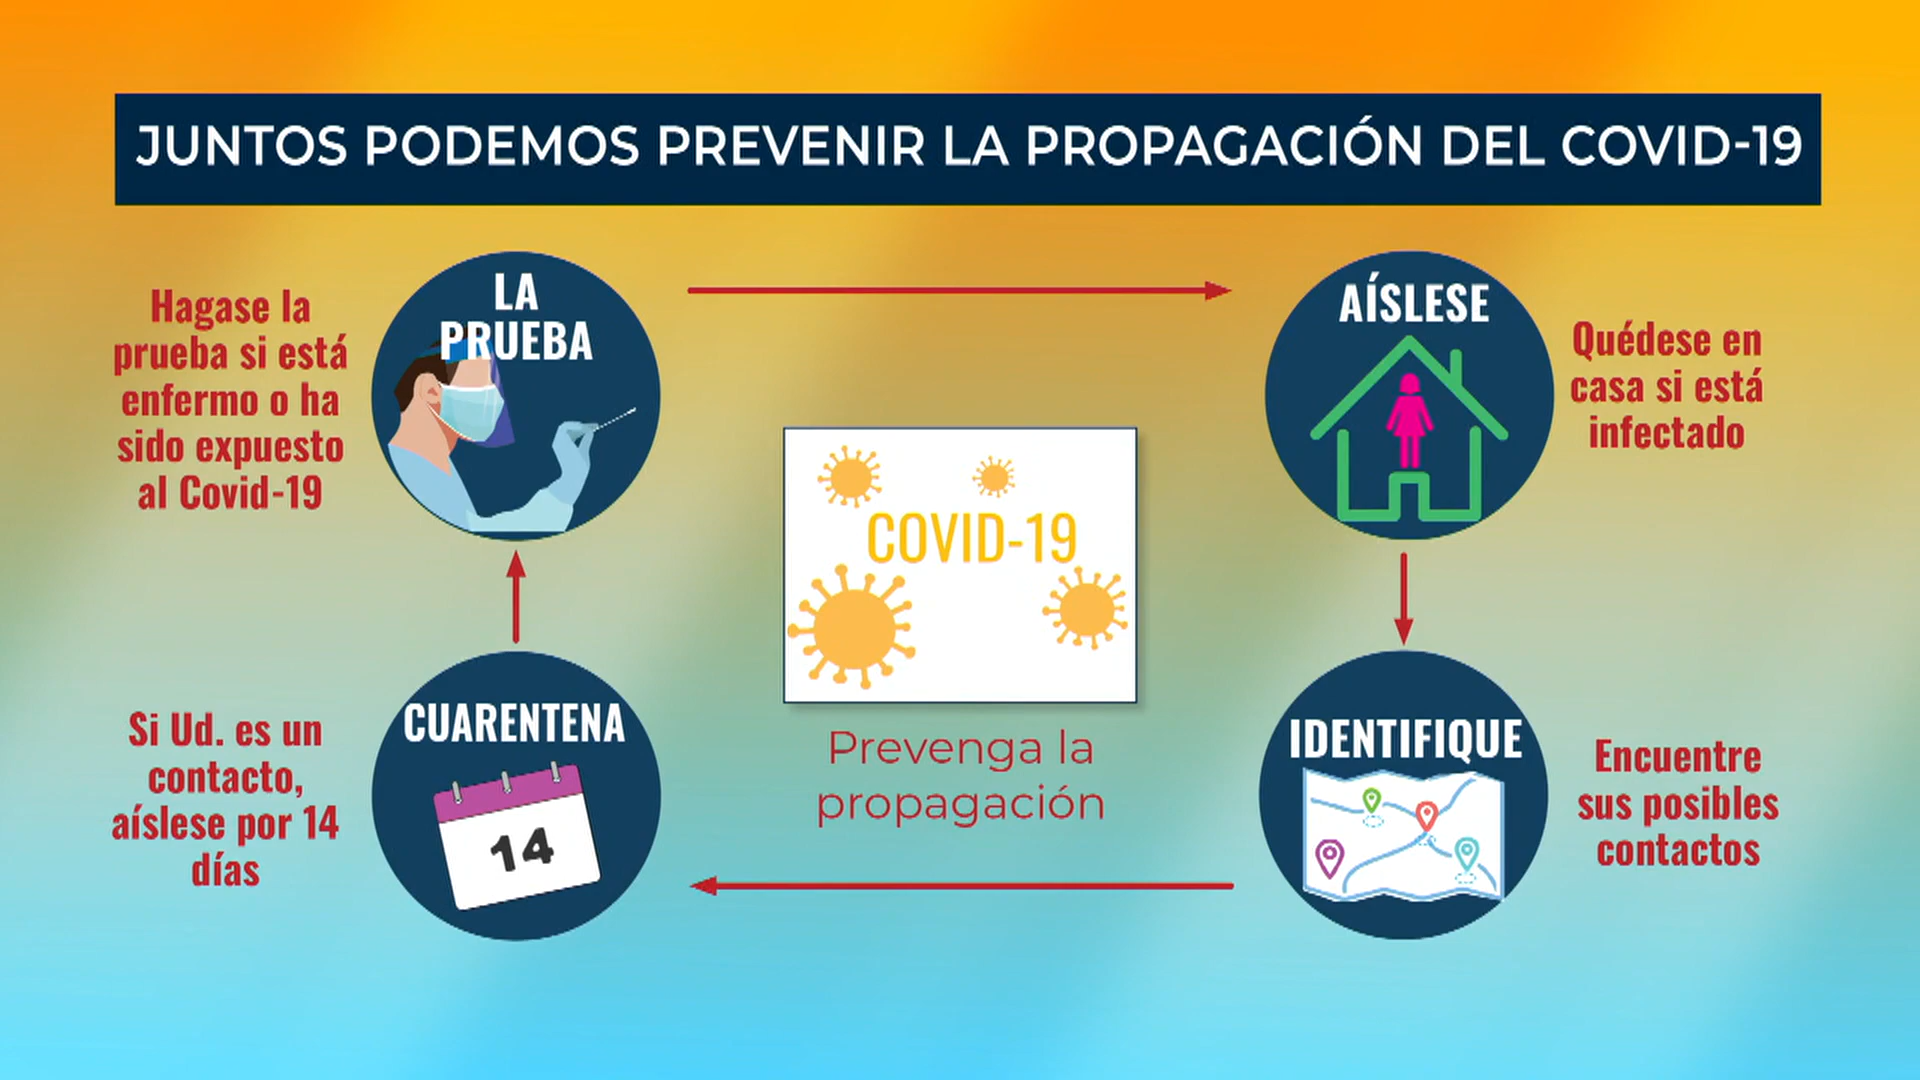 JUNTOS PODEMOS PREVENIR LA PROPAGACIÓN DEL COVID-19
Hagase la
prueba si está
enfermo o ha
sido expuesto
al Covid-19
LA
PRUEBA
AÍSLESE
Quédese en
casa si está
infectado
COVID-19
Prevenga la
propagación
Si Ud. es un
contacto,
aíslese por 14
días
CUARENTENA
14
IDENTIFIQUE
Encuentre
sus posibles
contactos